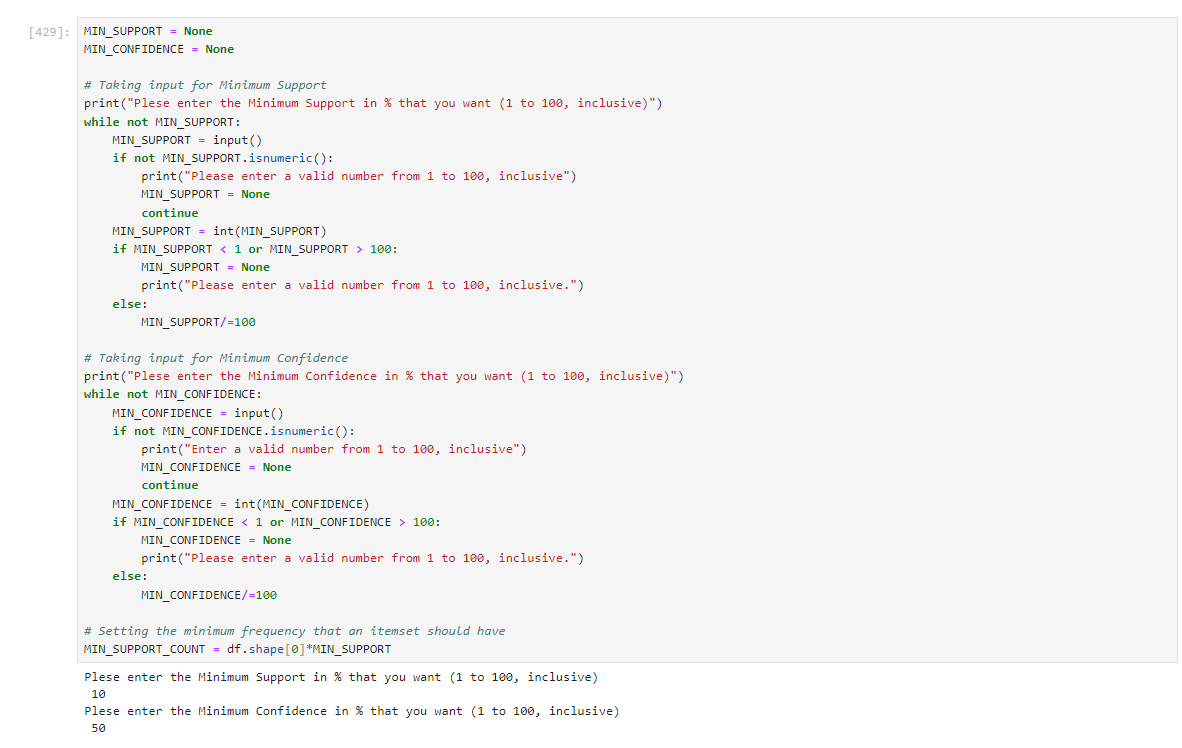 [429]: MIN_SUPPORT = None
MIN_CONFIDENCE = None

# Taking input for Minimum Support
print("Plese enter the Minimum Support in % that you want (1 to 100, inclusive)")
while not MIN_SUPPORT:
    MIN_SUPPORT = input()
    if not MIN_SUPPORT.isnumeric():
        print("Please enter a valid number from 1 to 100, inclusive")
        MIN_SUPPORT = None
        continue
    MIN_SUPPORT = int(MIN_SUPPORT)
    if MIN_SUPPORT < 1 or MIN_SUPPORT > 100:
        MIN_SUPPORT = None
        print("Please enter a valid number from 1 to 100, inclusive.")
    else:
        MIN_SUPPORT/=100

# Taking input for Minimum Confidence
print("Plese enter the Minimum Confidence in % that you want (1 to 100, inclusive)")
while not MIN_CONFIDENCE:
    MIN_CONFIDENCE = input()
    if not MIN_CONFIDENCE.isnumeric():
        print("Enter a valid number from 1 to 100, inclusive")
        MIN_CONFIDENCE = None
        continue
    MIN_CONFIDENCE = int(MIN_CONFIDENCE)
    if MIN_CONFIDENCE < 1 or MIN_CONFIDENCE > 100:
        MIN_CONFIDENCE = None
        print("Please enter a valid number from 1 to 100, inclusive.")
    else:
        MIN_CONFIDENCE/=100

# Setting the minimum frequency that an itemset should have
MIN_SUPPORT_COUNT = df.shape[0]*MIN_SUPPORT
Plese enter the Minimum Support in % that you want (1 to 100, inclusive)
 10
Plese enter the Minimum Confidence in % that you want (1 to 100, inclusive)
 50